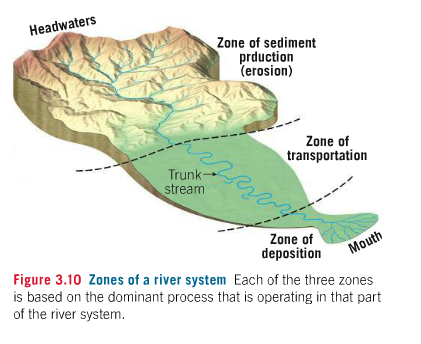 Headwaters
Zone of sediment
prduction
(erosion)
Zone of
transportation
Trunk
stream
Zone of
deposition
Mouth
Figure 3.10 Zones of a river system Each of the three zones
is based on the dominant process that is operating in that part
of the river system.